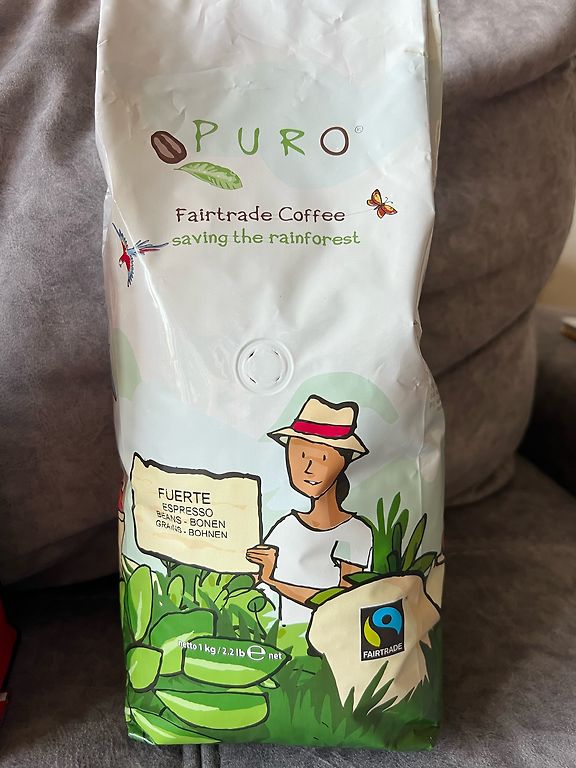 PURO
Fairtrade Coffee
saving the rainforest
FUERTE
ESPRESSO
BEANS - BONEN
GRAINS - BOHNEN
netto 1 kg / 2.2 lb ℮ net
FAIRTRADE